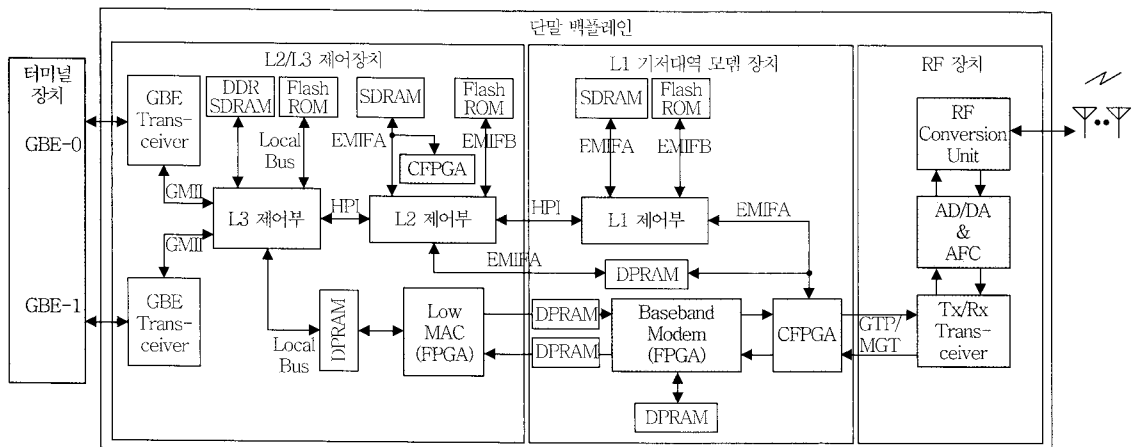 단말 백플레인
터미널
장치
GBE-0
GBE-1
L2/L3 제어장치
GBE
Trans-
ceiver
DDR
SDRAM
Flash
ROM
SDRAM
Flash
ROM
Local
Bus
EMIFA
EMIFB
CFPGA
GMII
L3 제어부
HPI
L2 제어부
HPI
GMII
EMIFA
GBE
Trans-
ceiver
Local
Bus
DPRAM
Low
MAC
(FPGA)
L1 기저대역 모뎀 장치
SDRAM
Flash
ROM
EMIFA
EMIFB
L1 제어부
EMIFA
DPRAM
DPRAM
DPRAM
Baseband
Modem
(FPGA)
CFPGA
DPRAM
RF 장치
RF
Conversion
Unit
AD/DA
&
AFC
GTP/
MGT
Tx/Rx
Trans-
ceiver